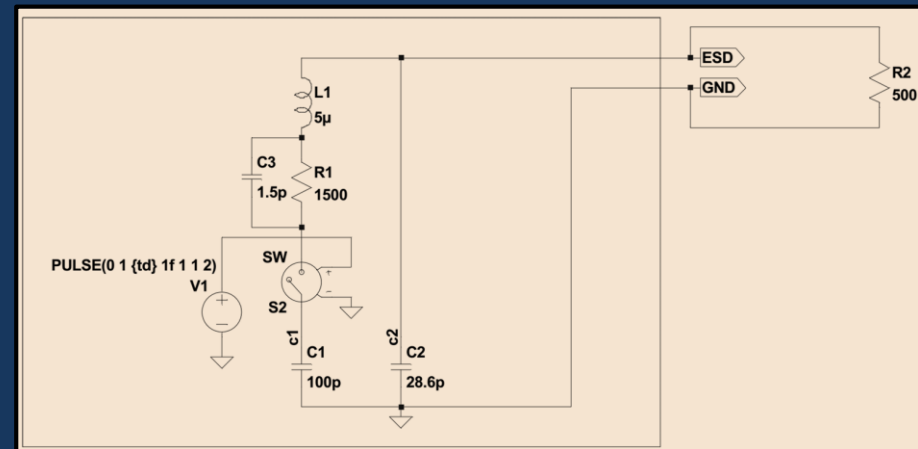 ESD
R2
GND
500
L1
5µ
C3
R1
1.5p
1500
SW
PULSE(0 1 {td} 1f 1 1 2)
V1
S2
c1
C1
100p
c2
C2
28.6p